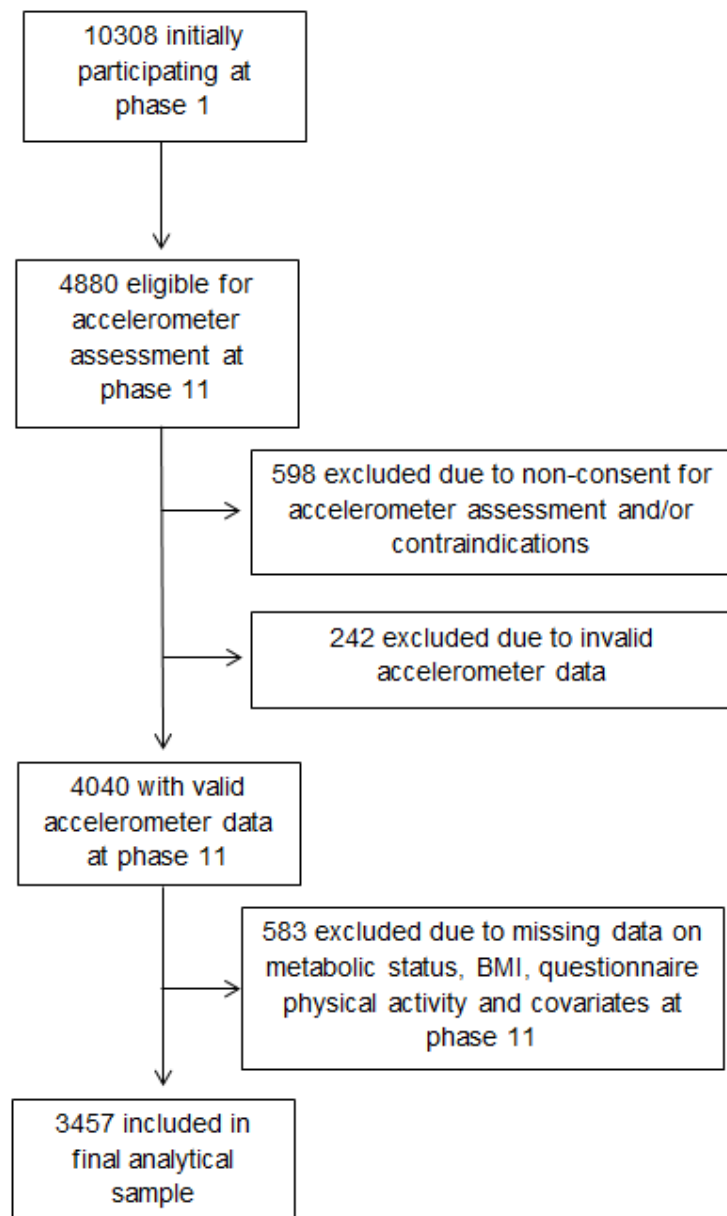 10308 initially
participating at
phase 1
4880 eligible for
accelerometer
assessment at
phase 11
598 excluded due to non-consent for
accelerometer assessment and/or
contraindications
242 excluded due to invalid
accelerometer data
4040 with valid
accelerometer data
at phase 11
583 excluded due to missing data on
metabolic status, BMI, questionnaire
physical activity and covariates at
phase 11
3457 included in
final analytical
sample